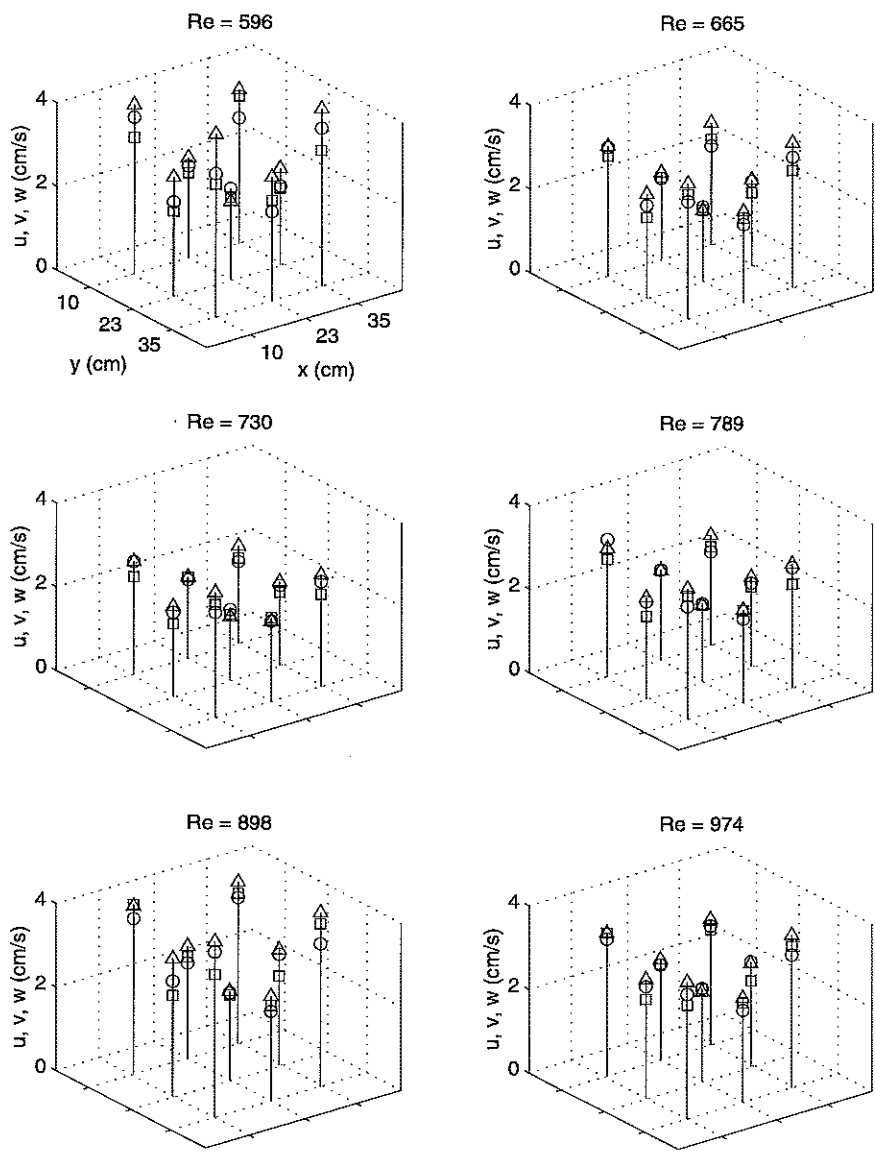 Re = 596
4
2
0
u, v, w (cm/s)
10
23
35
y (cm)
10
23
35
x (cm)
Re = 665
4
2
0
u, v, w (cm/s)
Re = 730
4
2
0
u, v, w (cm/s)
Re = 789
4
2
0
u, v, w (cm/s)
Re = 898
4
2
0
u, v, w (cm/s)
Re = 974
4
2
0
u, v, w (cm/s)